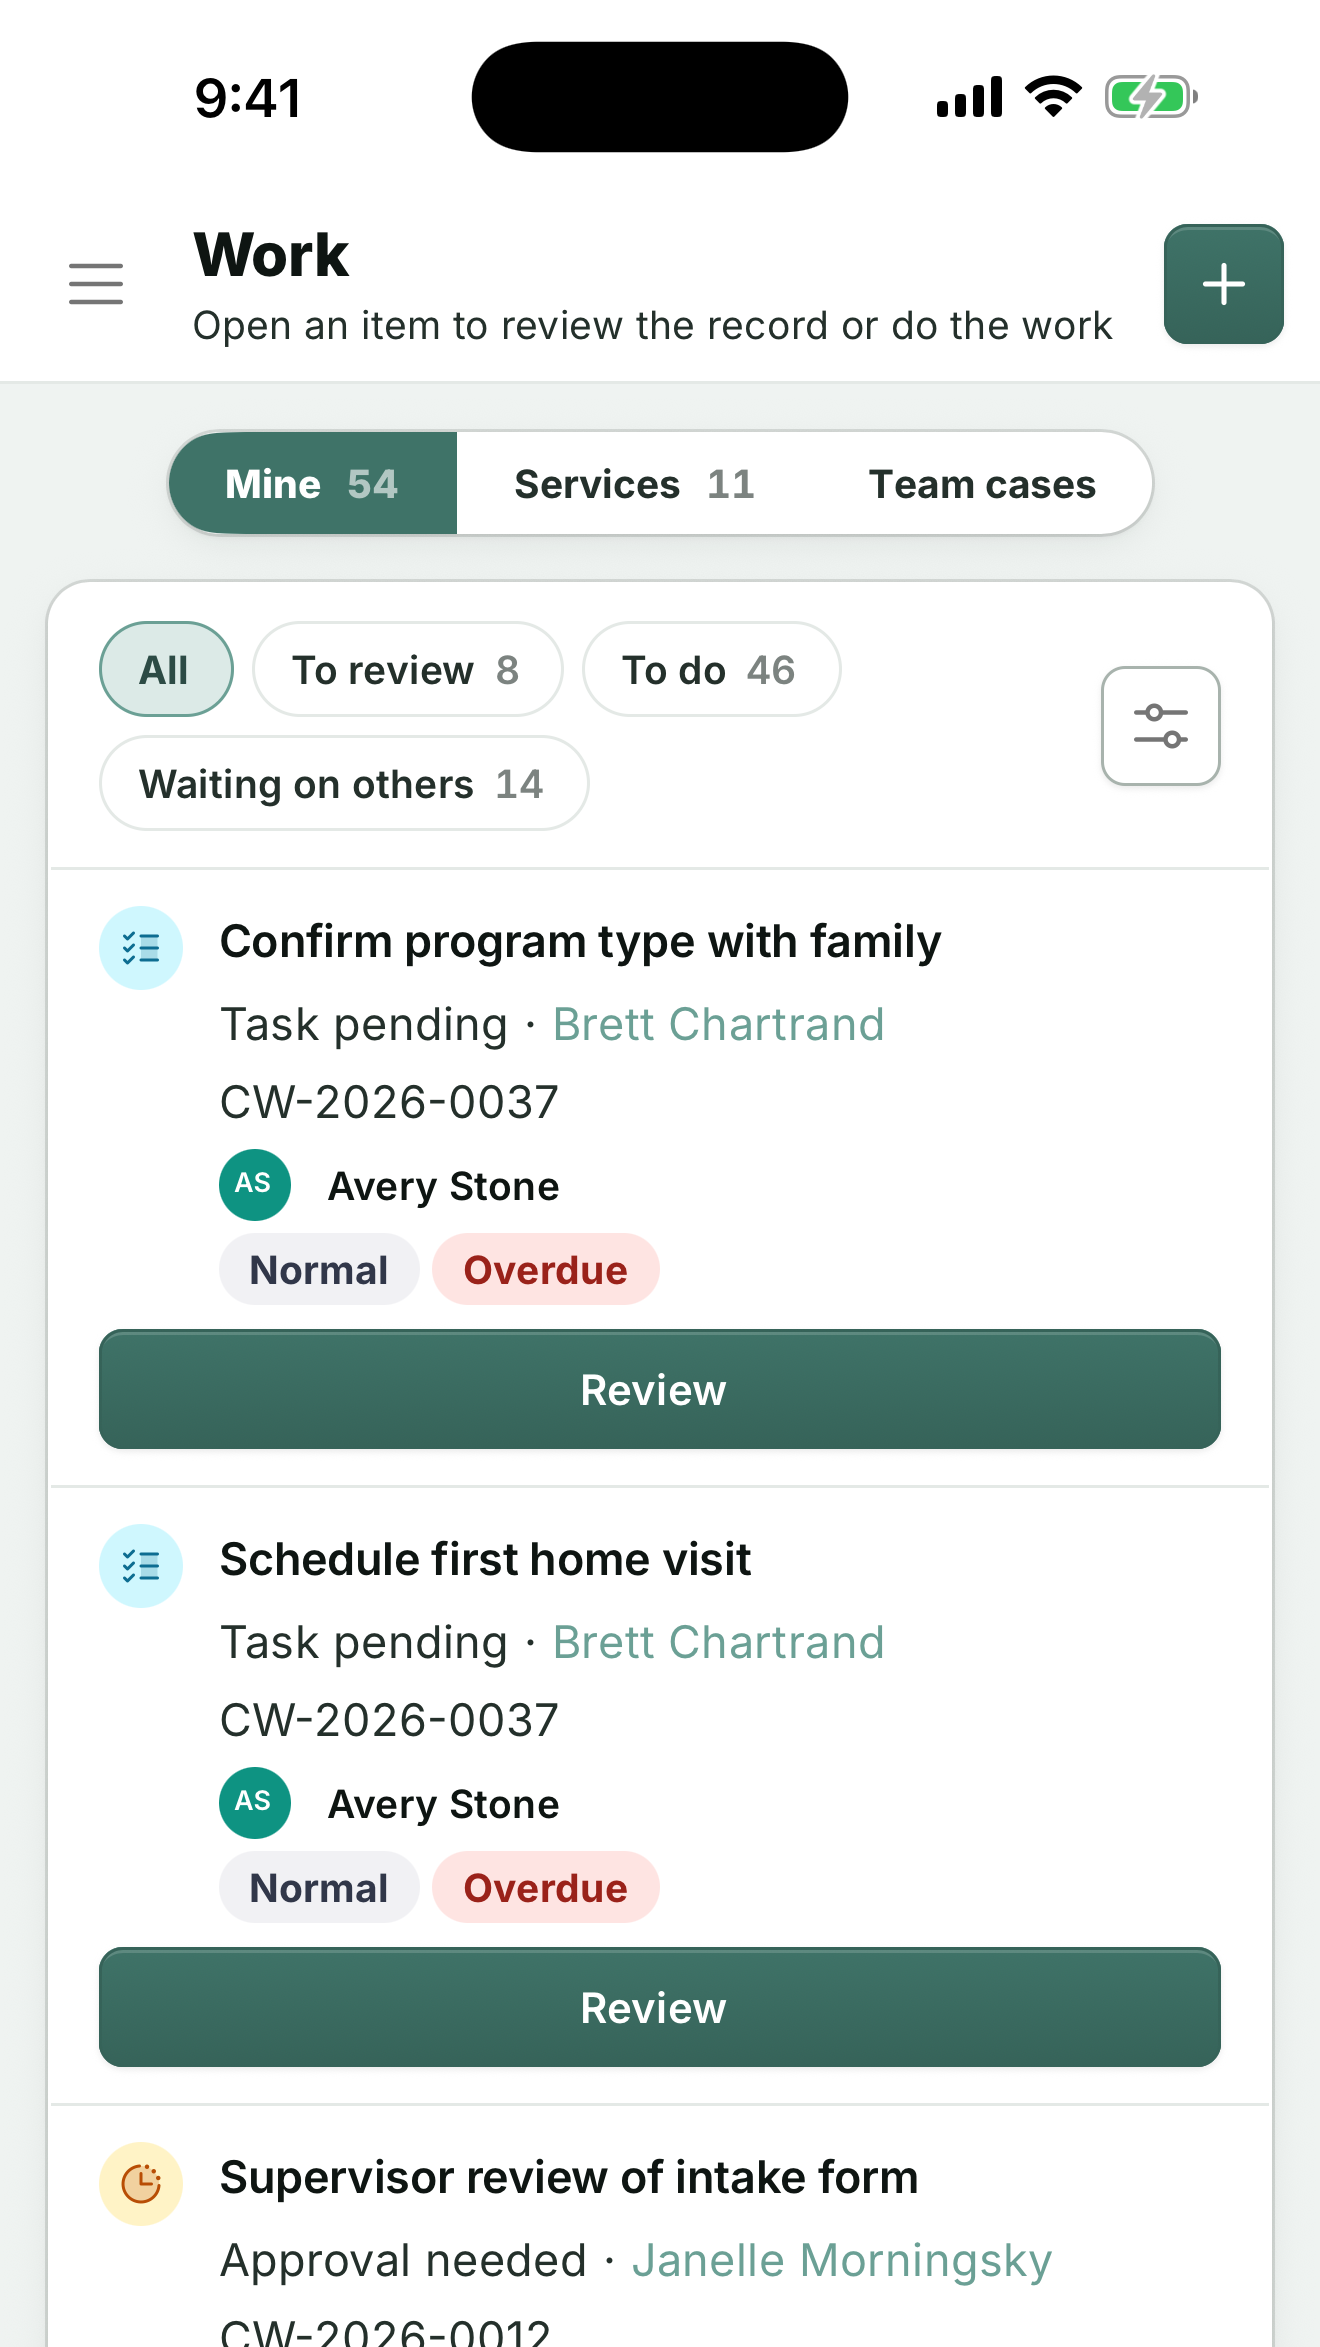 9:41
Work
Open an item to review the record or do the work
Mine 54 Services 11 Team cases
All To review 8 To do 46
Waiting on others 14
Confirm program type with family
Task pending · Brett Chartrand
CW-2026-0037
AS Avery Stone
Normal Overdue
Review
Schedule first home visit
Task pending · Brett Chartrand
CW-2026-0037
AS Avery Stone
Normal Overdue
Review
Supervisor review of intake form
Approval needed · Janelle Morningsky
CW-2026-0012